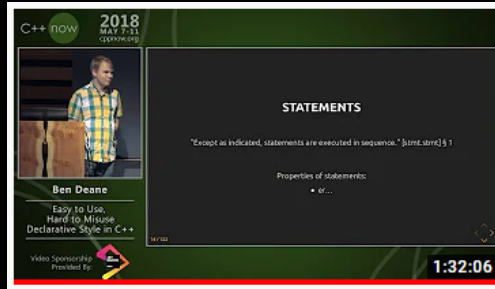 C++ now
2018
MAY 7-11
cppnow.org
STATEMENTS
"Except as indicated, statements are executed in sequence." [stmt.stmt] § 1
Properties of statements:
• er...
Ben Deane
Easy to Use,
Hard to Misuse
Declarative Style in C++
Video Sponsorship
Provided By:
1:32:06